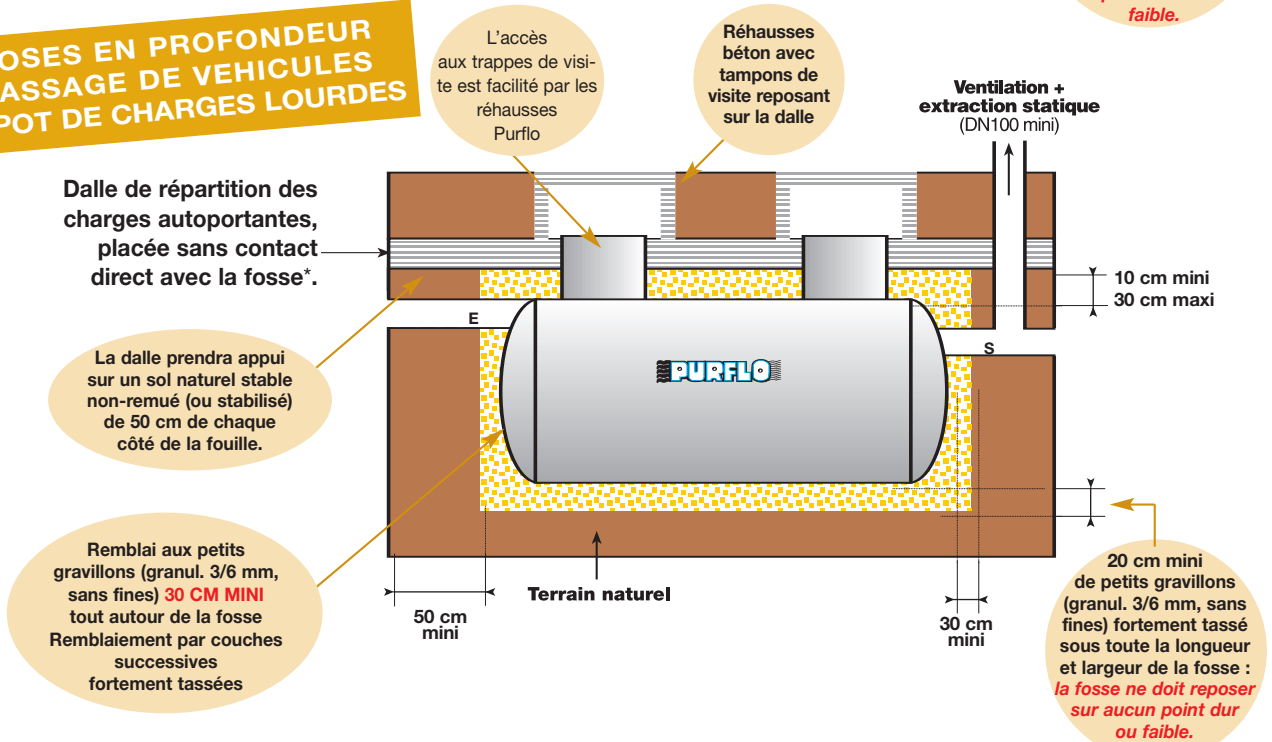 faible.
OSES EN PROFONDEUR
ASSAGE DE VEHICULES
POT DE CHARGES LOURDES
L'accès
aux trappes de visi-
te est facilité par les
réhausses
Purflo
Réhausses
béton avec
tampons de
visite reposant
sur la dalle
Ventilation +
extraction statique
(DN100 mini)
Dalle de répartition des
charges autoportantes,
placée sans contact
direct avec la fosse*.
10 cm mini
30 cm maxi
E
S
PURFLO
La dalle prendra appui
sur un sol naturel stable
non-remué (ou stabilisé)
de 50 cm de chaque
côté de la fouille.
Remblai aux petits
gravillons (granul. 3/6 mm,
sans fines) 30 CM MINI
tout autour de la fosse
Remblaiement par couches
successives
fortement tassées
50 cm
mini
Terrain naturel
30 cm
mini
20 cm mini
de petits gravillons
(granul. 3/6 mm, sans
fines) fortement tassé
sous toute la longueur
et largeur de la fosse :
la fosse ne doit reposer
sur aucun point dur
ou faible.